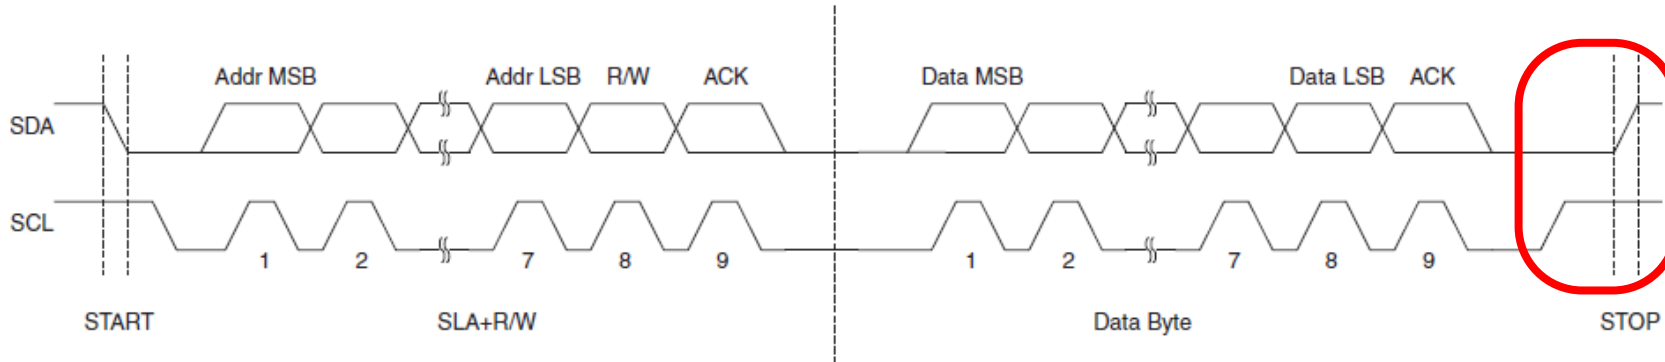 Addr MSB Addr LSB R/W ACK Data MSB Data LSB ACK
SDA
SCL
1 2 7 8 9 1 2 7 8 9
START SLA+R/W Data Byte STOP